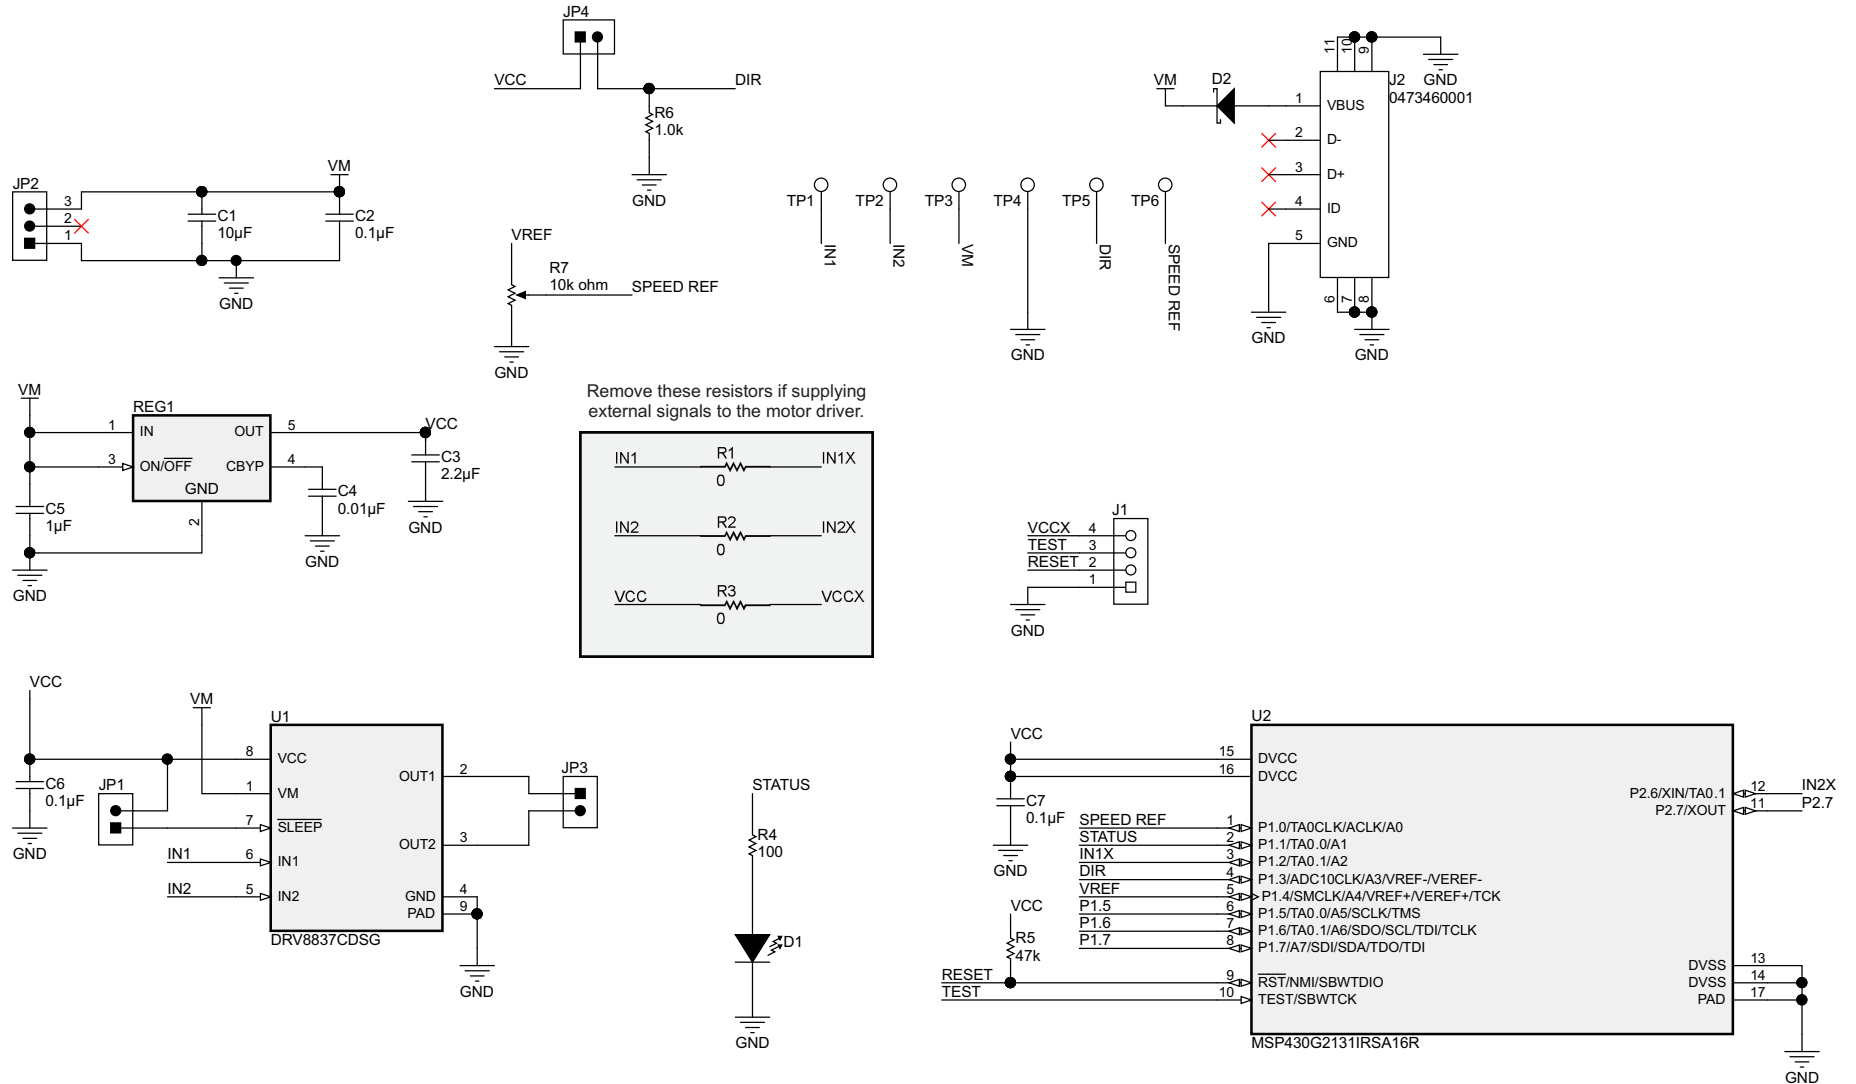 JP4
VCC
DIR
R6
1.0k
GND
JP2
3
2
1
VM
C1
10µF
C2
0.1µF
GND
VREF
R7
10k ohm
SPEED REF
GND
TP1
TP2
TP3
TP4
TP5
TP6
IN1
IN2
VM
DIR
SPEED REF
GND
VM
D2
11
10
9
GND
J2
0473460001
1
VBUS
2
D-
3
D+
4
ID
5
GND
6
7
8
GND
GND
VM
REG1
1
IN
OUT
5
VCC
3
ON/OFF
CBYP
4
GND
2
C3
2.2µF
GND
C4
0.01µF
GND
C5
1µF
GND
Remove these resistors if supplying
external signals to the motor driver.
IN1
R1
0
IN1X
IN2
R2
0
IN2X
VCC
R3
0
VCCX
J1
VCCX 4
TEST 3
RESET 2
1
GND
VCC
VM
U1
8
VCC
1
VM
7
SLEEP
IN1
6
IN1
IN2
5
IN2
OUT1
2
OUT2
3
GND
4
PAD
9
DRV8837CDSG
GND
C6
0.1µF
GND
JP1
JP3
STATUS
R4
100
D1
GND
U2
VCC
15
DVCC
16
DVCC
C7
0.1µF
GND
SPEED REF 1 P1.0/TA0CLK/ACLK/A0
STATUS 2 P1.1/TA0.0/A1
IN1X 3 P1.2/TA0.1/A2
DIR 4 P1.3/ADC10CLK/A3/VREF-/VEREF-
VREF 5 P1.4/SMCLK/A4/VREF+/VEREF+/TCK
P1.5 6 P1.5/TA0.0/A5/SCLK/TMS
P1.6 7 P1.6/TA0.1/A6/SDO/SCL/TDI/TCLK
P1.7 8 P1.7/A7/SDI/SDA/TDO/TDI
VCC
R5
47k
RESET 9 RST/NMI/SBWTDIO
TEST 10 TEST/SBWTCK
P2.6/XIN/TA0.1 12 IN2X
P2.7/XOUT 11 P2.7
DVSS 13
DVSS 14
PAD 17
MSP430G2131IRSA16R
GND